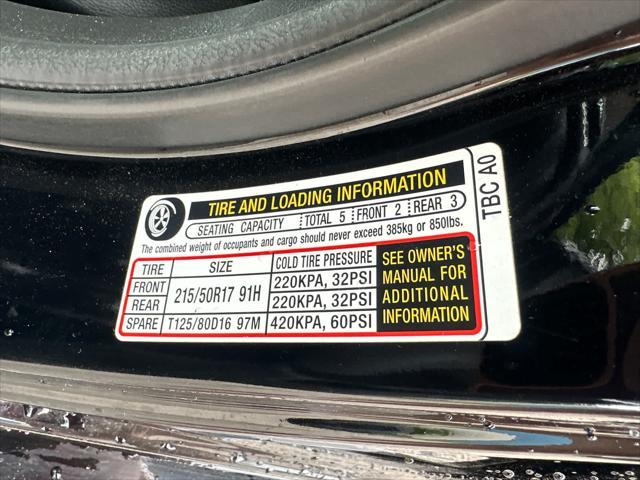 TIRE AND LOADING INFORMATION
SEATING CAPACITY TOTAL 5 FRONT 2 REAR 3
The combined weight of occupants and cargo should never exceed 385kg or 850lbs.
TIRE SIZE COLD TIRE PRESSURE
FRONT 215/50R17 91H 220KPA, 32PSI
REAR 220KPA, 32PSI
SPARE T125/80D16 97M 420KPA, 60PSI
SEE OWNER'S
MANUAL FOR
ADDITIONAL
INFORMATION
TBC A0